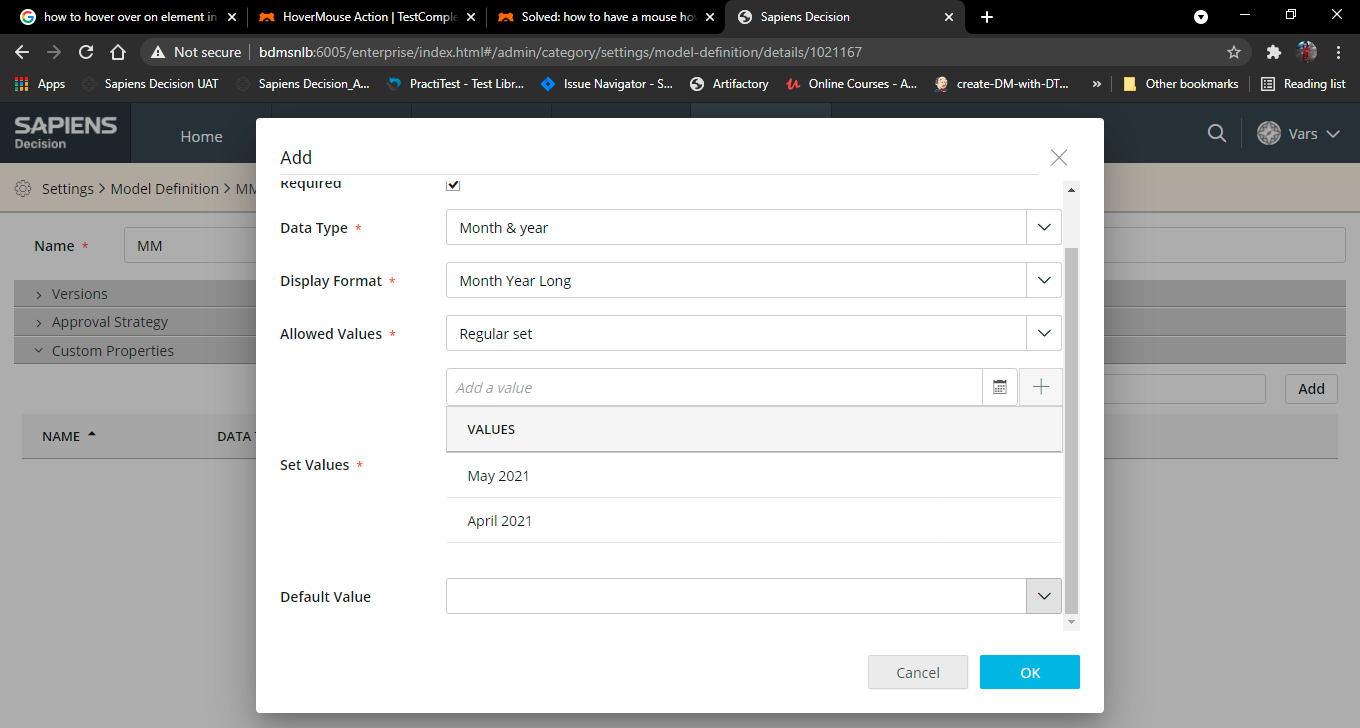 how to hover over on element in
HoverMouse Action | TestComple
Solved: how to have a mouse hov
Sapiens Decision
Not secure
bdmsnlb:6005/enterprise/index.html#/admin/category/settings/model-definition/details/1021167
Apps
Sapiens Decision UAT
Sapiens Decision_A...
PractiTest - Test Libr...
Issue Navigator - S...
Artifactory
Online Courses - A...
create-DM-with-DT...
»
Other bookmarks
Reading list
SAPIENS
Decision
Home
Vars
Settings > Model Definition > MM
Name *
MM
Versions
Approval Strategy
Custom Properties
Add
NAME
DATA
Add
Required
Data Type *
Month & year
Display Format *
Month Year Long
Allowed Values *
Regular set
Add a value
VALUES
Set Values *
May 2021
April 2021
Default Value
Cancel
OK